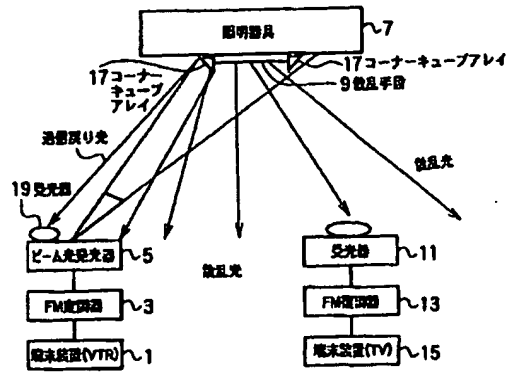 照明器具
7
17コーナー
キューブ
アレイ
17コーナーキューブアレイ
9散乱手段
通信戻り光
散乱光
19受光器
ビーム光発光器
5
散乱光
受光器
11
FM変調器
3
FM復調器
13
端末装置(VTR)
1
端末装置(TV)
15